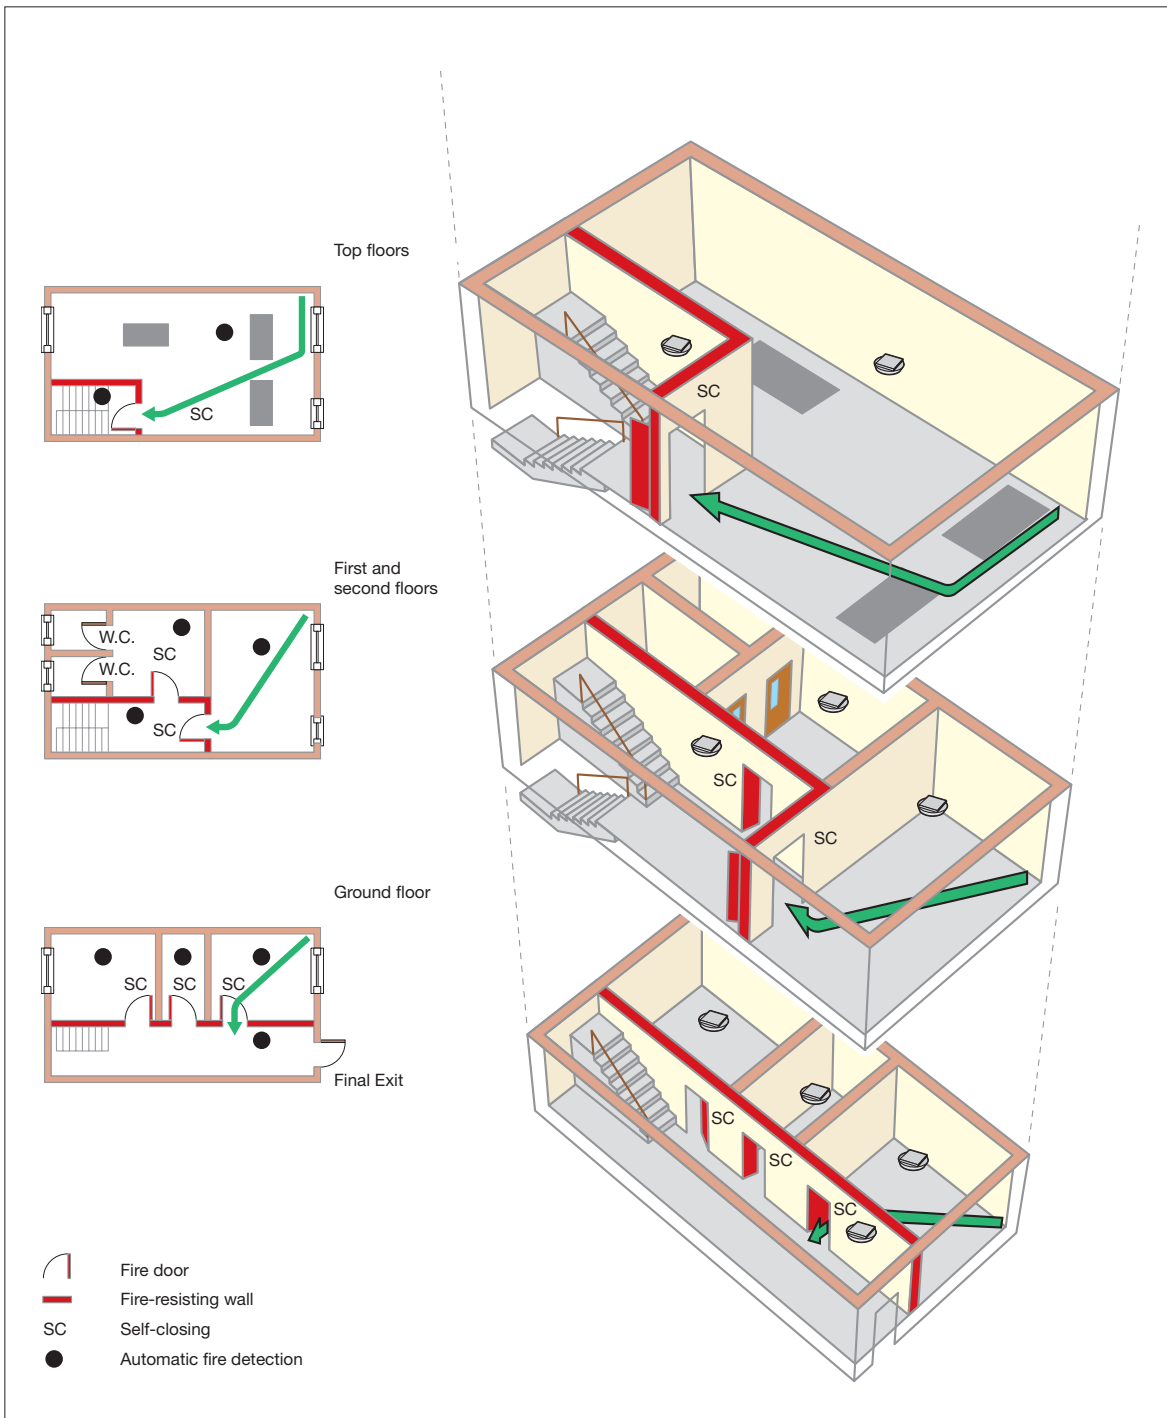 Top floors
SC
SC
First and
second floors
W.C.
SC
W.C.
SC
SC
SC
Ground floor
SC
SC
SC
SC
SC
SC
Final Exit
Fire door
Fire-resisting wall
SC
Self-closing
Automatic fire detection